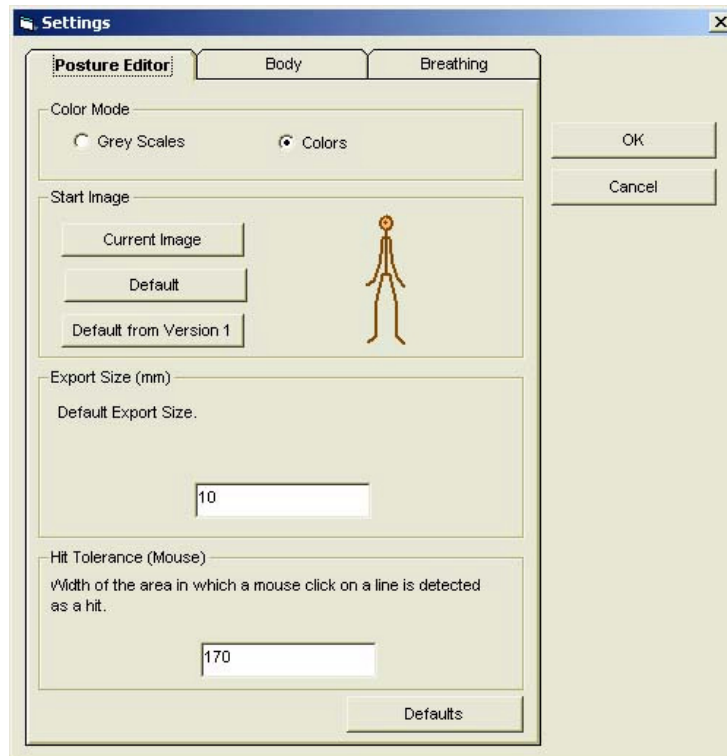 Settings
Posture Editor
Body
Breathing
Color Mode
Grey Scales
Colors
OK
Cancel
Start Image
Current Image
Default
Default from Version 1
Export Size (mm)
Default Export Size.
10
Hit Tolerance (Mouse)
Width of the area in which a mouse click on a line is detected
as a hit.
170
Defaults